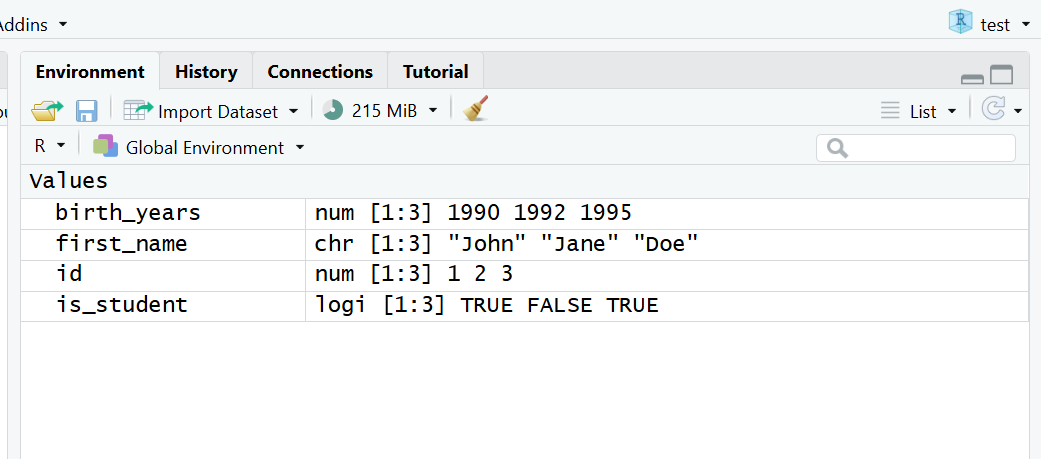 Addins
test
Environment History Connections Tutorial
Import Dataset 215 MiB List
R Global Environment
Values
birth_years num [1:3] 1990 1992 1995
first_name chr [1:3] "John" "Jane" "Doe"
id num [1:3] 1 2 3
is_student logi [1:3] TRUE FALSE TRUE